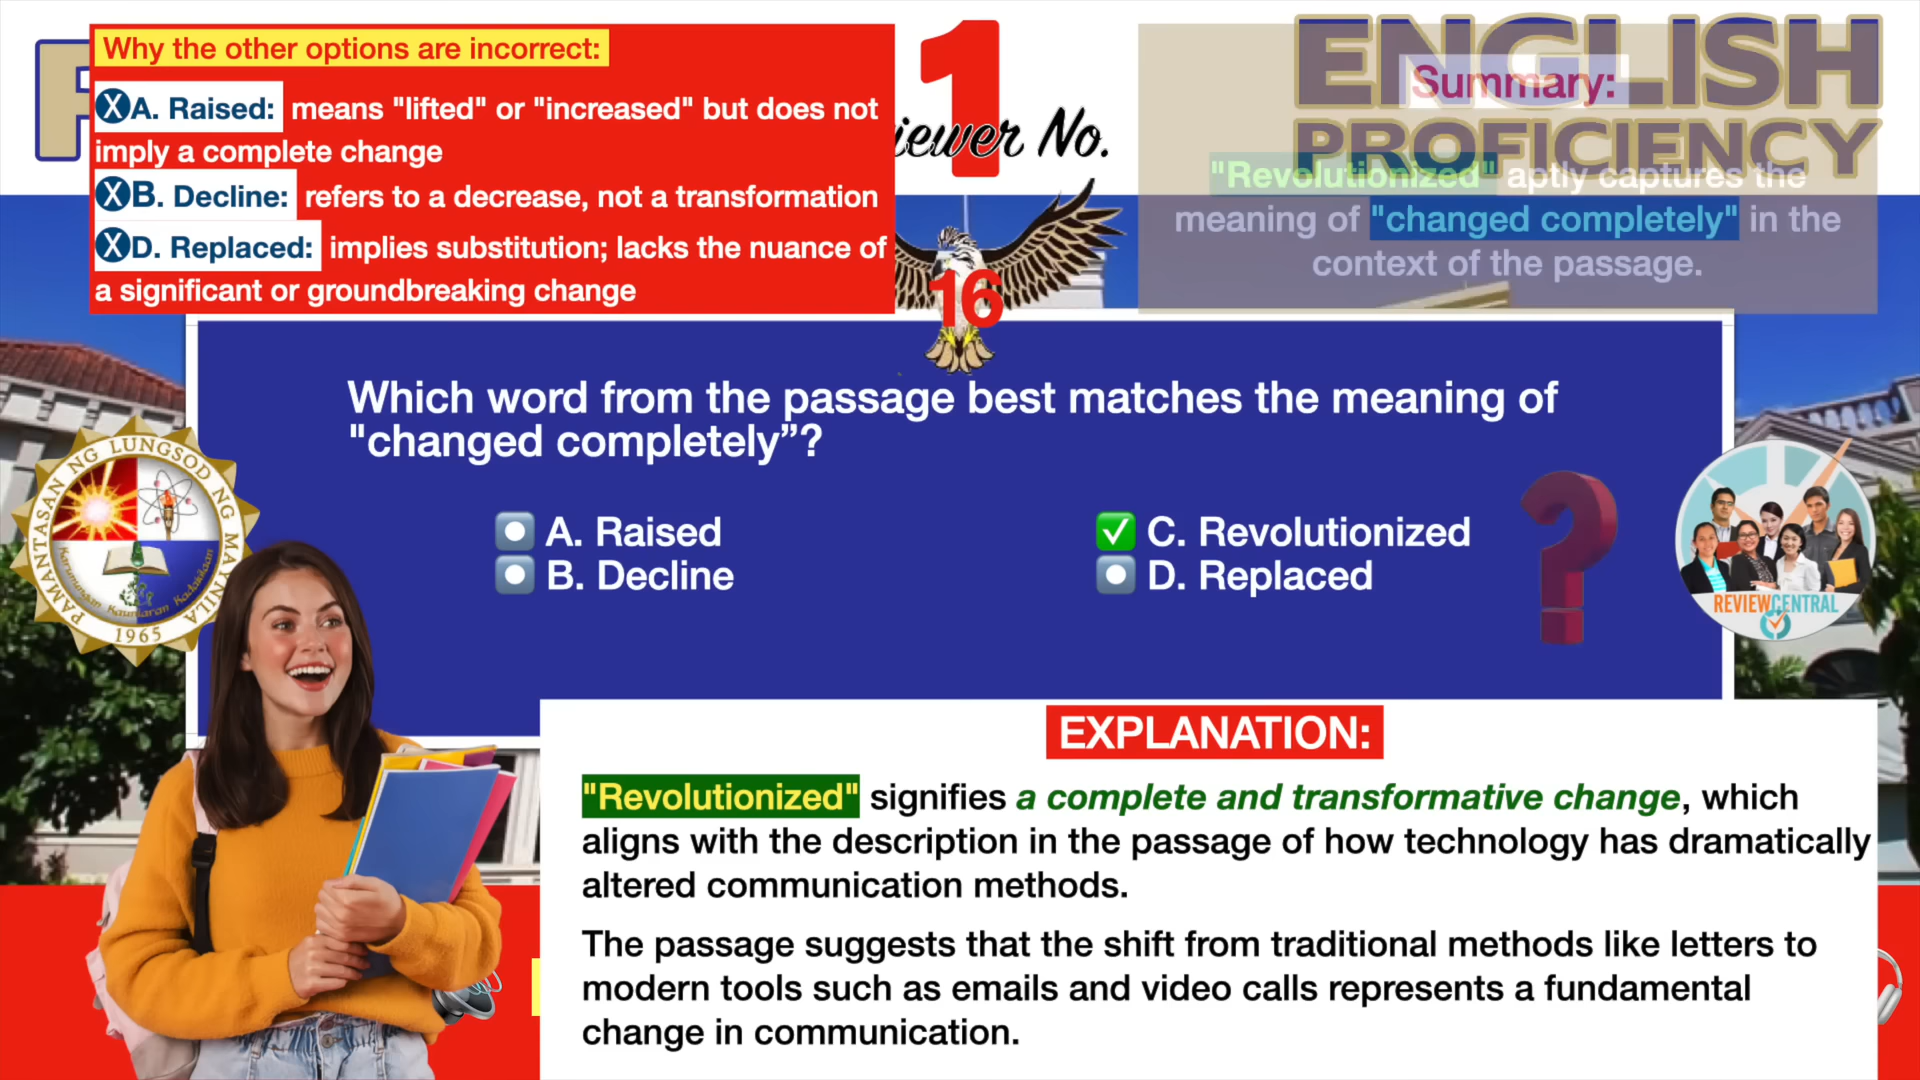 Why the other options are incorrect:
ⓍA. Raised: means "lifted" or "increased" but does not
imply a complete change
ⓍB. Decline: refers to a decrease, not a transformation
ⓍD. Replaced: implies substitution; lacks the nuance of
a significant or groundbreaking change
1
No.
ENGLISH
PROFICIENCY
Summary:
"Revolutionized" aptly captures the
meaning of "changed completely" in the
context of the passage.
16
Which word from the passage best matches the meaning of
"changed completely”?
A. Raised
B. Decline
C. Revolutionized
D. Replaced
PAMANTASAN NG LUNGSOD NG MAYNILA
Karunungan Kaunlaran Kadakilaan
1965
REVIEWCENTRAL
EXPLANATION:
"Revolutionized" signifies a complete and transformative change, which
aligns with the description in the passage of how technology has dramatically
altered communication methods.
The passage suggests that the shift from traditional methods like letters to
modern tools such as emails and video calls represents a fundamental
change in communication.